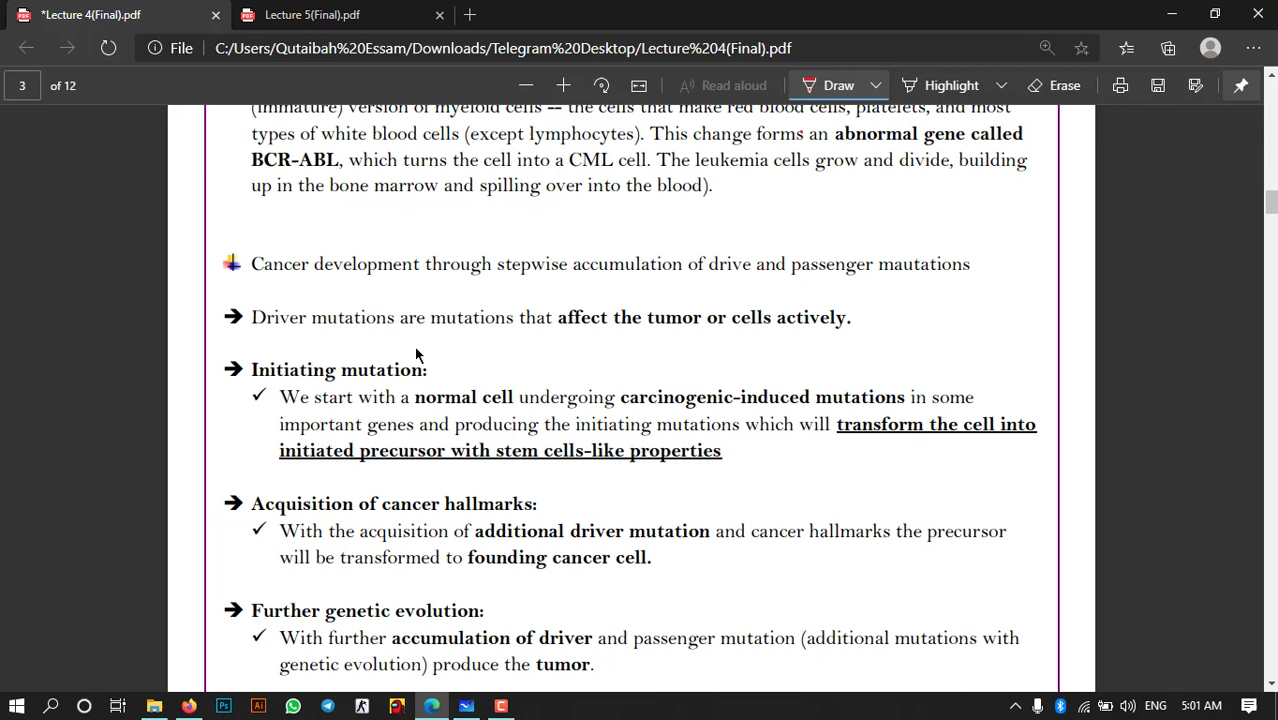 *Lecture 4(Final).pdf
Lecture 5(Final).pdf
File C:/Users/Qutaibah%20Essam/Downloads/Telegram%20Desktop/Lecture%204(Final).pdf
3 of 12 Read aloud Draw Highlight Erase
(immature) version of myeloid cells -- the cells that make red blood cells, platelets, and most
types of white blood cells (except lymphocytes). This change forms an abnormal gene called
BCR-ABL, which turns the cell into a CML cell. The leukemia cells grow and divide, building
up in the bone marrow and spilling over into the blood).
Cancer development through stepwise accumulation of drive and passenger mautations
➔ Driver mutations are mutations that affect the tumor or cells actively.
➔ Initiating mutation:
✓ We start with a normal cell undergoing carcinogenic-induced mutations in some
important genes and producing the initiating mutations which will transform the cell into
initiated precursor with stem cells-like properties
➔ Acquisition of cancer hallmarks:
✓ With the acquisition of additional driver mutation and cancer hallmarks the precursor
will be transformed to founding cancer cell.
➔ Further genetic evolution:
✓ With further accumulation of driver and passenger mutation (additional mutations with
genetic evolution) produce the tumor.
Ps Ai ENG 5:01 AM